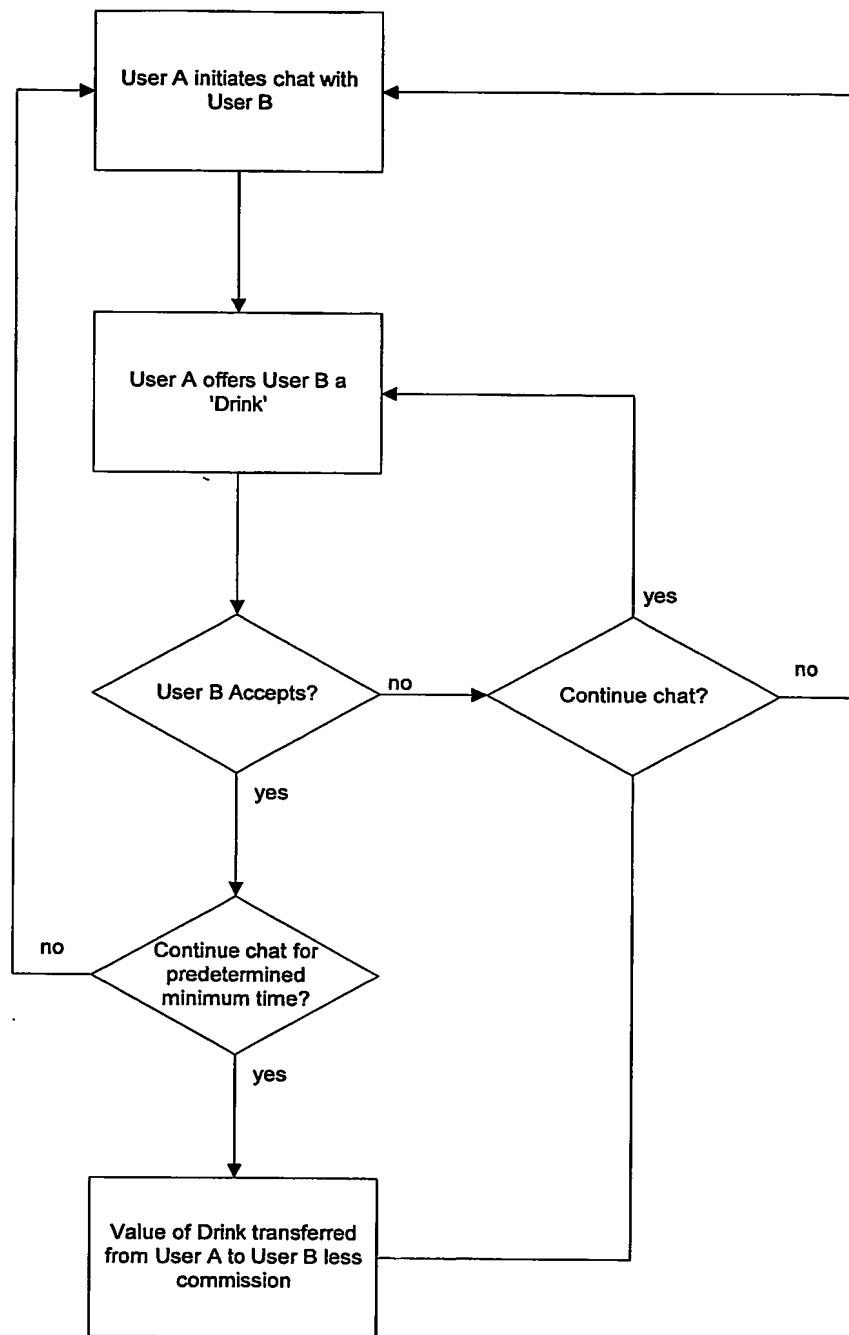 User A initiates chat with
User B
User A offers User B a
'Drink'
yes
User B Accepts?
no
Continue chat?
no
yes
no
Continue chat for
predetermined
minimum time?
yes
Value of Drink transferred
from User A to User B less
commission